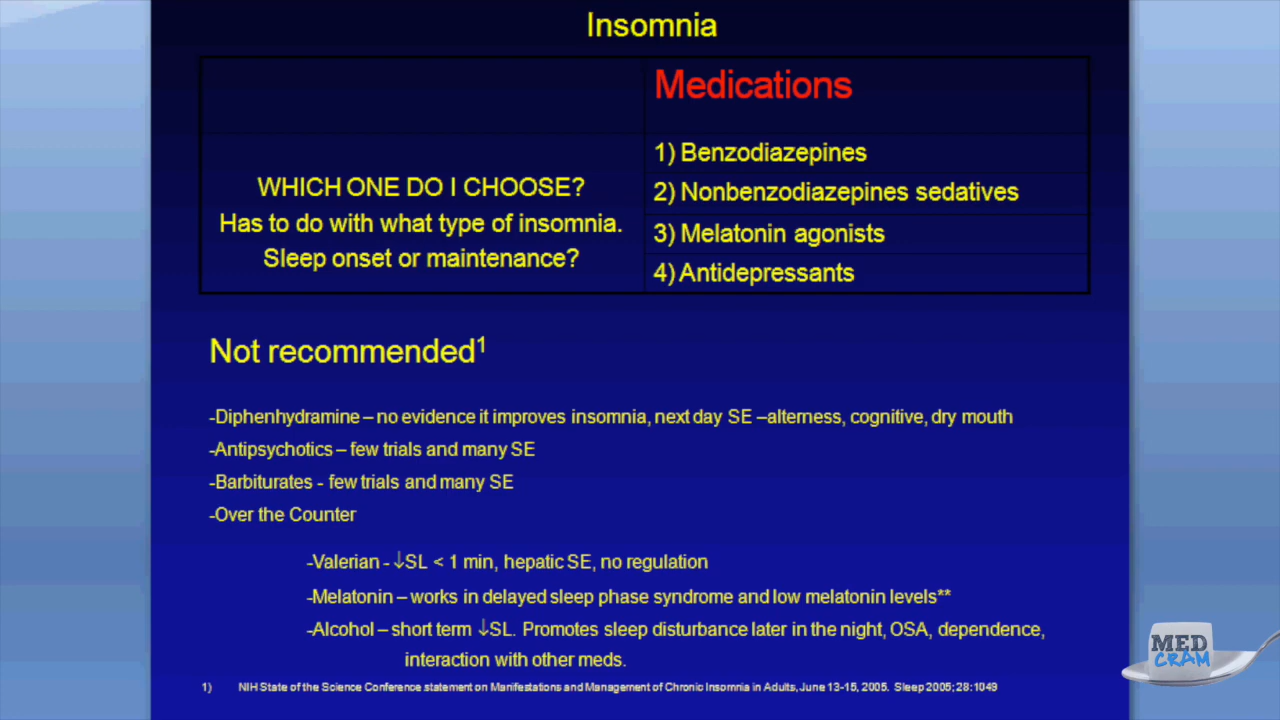 Insomnia
Medications
WHICH ONE DO I CHOOSE?
Has to do with what type of insomnia.
Sleep onset or maintenance?
1) Benzodiazepines
2) Nonbenzodiazepines sedatives
3) Melatonin agonists
4) Antidepressants
Not recommended¹
-Diphenhydramine – no evidence it improves insomnia, next day SE –alterness, cognitive, dry mouth
-Antipsychotics – few trials and many SE
-Barbiturates - few trials and many SE
-Over the Counter
-Valerian - ↓SL < 1 min, hepatic SE, no regulation
-Melatonin – works in delayed sleep phase syndrome and low melatonin levels**
-Alcohol – short term ↓SL. Promotes sleep disturbance later in the night, OSA, dependence,
interaction with other meds.
1) NIH State of the Science Conference statement on Manifestations and Management of Chronic Insomnia in Adults, June 13-15, 2005. Sleep 2005; 28:1049
MED
CRAM